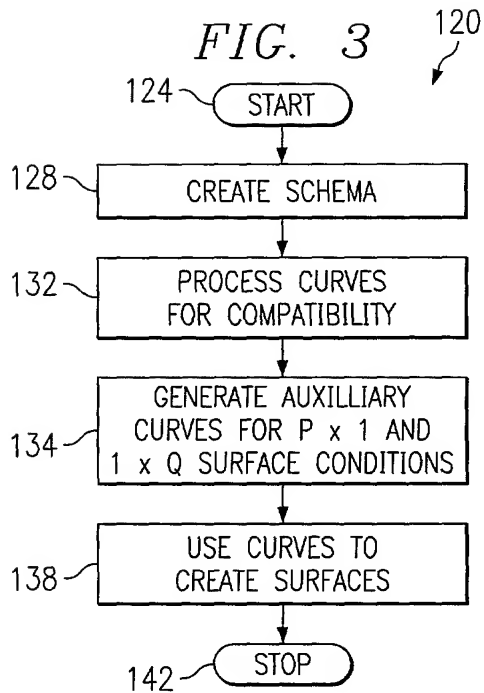 FIG. 3
120
124
START
128
CREATE SCHEMA
132
PROCESS CURVES
FOR COMPATIBILITY
134
GENERATE AUXILLIARY
CURVES FOR P x 1 AND
1 x Q SURFACE CONDITIONS
138
USE CURVES TO
CREATE SURFACES
142
STOP